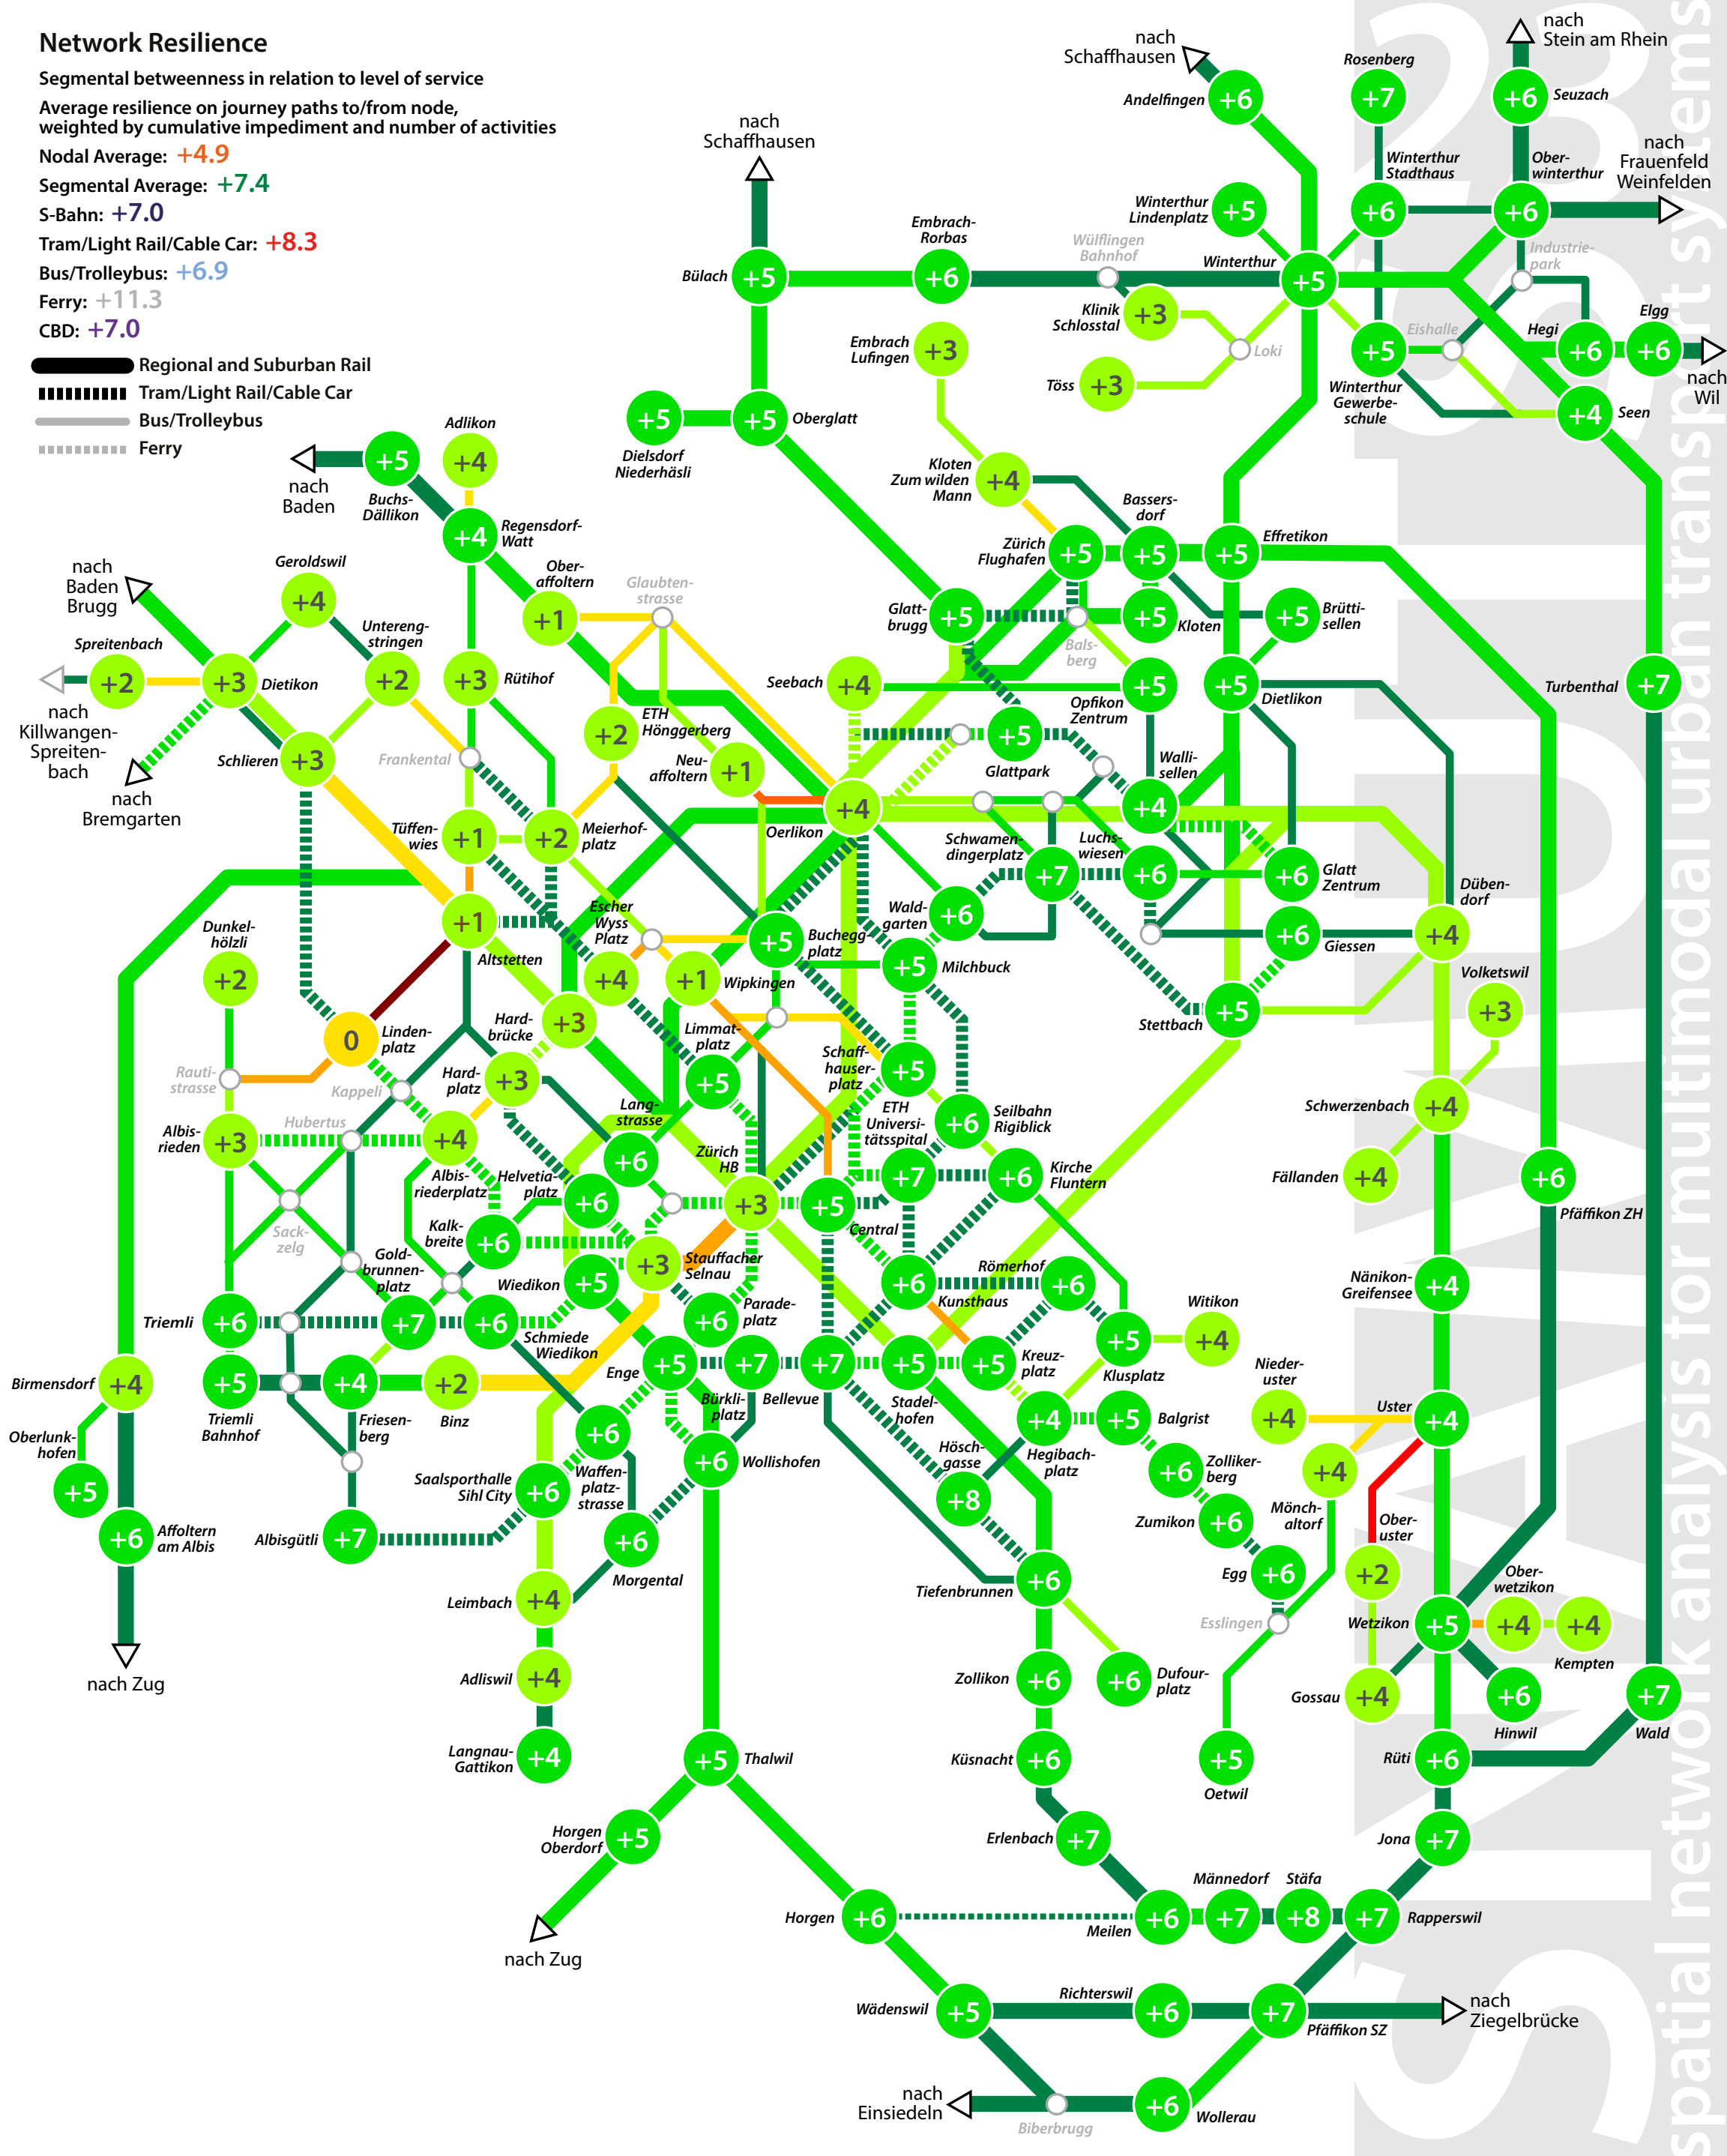 Network Resilience
Segmental betweenness in relation to level of service
Average resilience on journey paths to/from node,
weighted by cumulative impediment and number of activities
Nodal Average: +4.9
Segmental Average: +7.4
S-Bahn: +7.0
Tram/Light Rail/Cable Car: +8.3
Bus/Trolleybus: +6.9
Ferry: +11.3
CBD: +7.0
Regional and Suburban Rail
Tram/Light Rail/Cable Car
Bus/Trolleybus
Ferry
nach
Schaffhausen
Andelfingen
+6
Rosenberg
+7
nach
Stein am Rhein
+6
Seuzach
nach
Schaffhausen
Winterthur
Stadthaus
+6
Ober-
winterthur
+6
nach
Frauenfeld
Weinfelden
Winterthur
Lindenplatz
+5
Embrach-
Rorbas
+6
Wülflingen
Bahnhof
Winterthur
+5
Industrie-
park
Bülach
+5
Klinik
Schlosstal
+3
Loki
Töss
+3
Embrach
Lufingen
+3
+5
Winterthur
Gewerbe-
schule
Eishalle
Hegi
+6
Elgg
+6
nach
Wil
+4
Seen
+5
Dielsdorf
Niederhäsli
+5
Oberglatt
Adlikon
+4
nach
Baden
+5
Buchs-
Dällikon
+4
Regensdorf-
Watt
Kloten
Zum wilden
Mann
+4
Bassers-
dorf
+5
Zürich
Flughafen
+5
Effretikon
+5
nach
Baden
Brugg
Geroldswil
+4
Ober-
affoltern
+1
Glaubten-
strasse
Glatt-
brugg
+5
Bals-
berg
+5
Kloten
+5
Brütti-
sellen
Spreitenbach
+2
nach
Killwangen-
Spreiten-
bach
+3
Dietikon
Untereng-
stringen
+2
+3
Rütihof
Seebach
+4
Opfikon
Zentrum
+5
+5
Dietlikon
Turbenthal
+7
nach
Bremgarten
Schlieren
+3
Frankental
ETH
Hönggerberg
+2
Neu-
affoltern
+1
+5
Glattpark
Walli-
sellen
+4
Tüffen-
wies
+1
+2
Meierhof-
platz
Oerlikon
+4
Schwamen-
dingerplatz
+7
Luchs-
wiesen
+6
+6
Glatt
Zentrum
Düben-
dorf
+4
Dunkel-
hölzli
+2
+1
Altstetten
Escher
Wyss
Platz
+4
+5
Buchegg-
platz
Wald-
garten
+6
+6
Giessen
+5
Milchbuck
+1
Wipkingen
Stettbach
+5
Volketswil
+3
0
Linden-
platz
Hard-
brücke
+3
Limmat-
platz
+5
Schaff-
hauser-
platz
+5
Rauti-
strasse
Kappeli
Hard-
platz
+3
Schwerzenbach
+4
Albis-
rieden
+3
Hubertus
+4
Albis-
riederplatz
Lang-
strasse
+6
Zürich
HB
+3
ETH
Universi-
tätsspital
+7
+6
Seilbahn
Rigiblick
+6
Kirche
Fluntern
Fällanden
+4
+6
Pfäffikon ZH
Sack-
zelg
Helvetia-
platz
+6
+5
Central
Kalk-
breite
+6
Gold-
brunnen-
platz
+7
Wiedikon
+5
+3
Stauffacher
Selnau
+6
Kunsthaus
Römerhof
+6
Nänikon-
Greifensee
+4
Triemli
+6
+6
Schmiede
Wiedikon
+6
Parade-
platz
Witikon
+4
+5
Klusplatz
Birmensdorf
+4
+5
Triemli
Bahnhof
+4
Friesen-
berg
+2
Binz
Enge
+5
+7
Bürkli-
platz
+7
Bellevue
+5
Stadel-
hofen
+5
Kreuz-
platz
Nieder-
uster
+4
Uster
+4
Oberlunk-
hofen
+5
+6
Waffen-
platz-
strasse
+6
Wollishofen
+4
Hegibach-
platz
+5
Balgrist
+6
Zolliker-
berg
+4
Mönch-
altorf
Saalsporthalle
Sihl City
+6
Hösch-
gasse
+8
Zumikon
+6
Ober-
uster
+2
+6
Affoltern
am Albis
Albisgütli
+7
+6
Morgental
Egg
+6
Tiefenbrunnen
+6
Leimbach
+4
Esslingen
Wetzikon
+5
Ober-
wetzikon
+4
+4
Kempten
nach Zug
Adliswil
+4
Zollikon
+6
+6
Dufour-
platz
Gossau
+4
+6
Hinwil
+7
Wald
Langnau-
Gattikon
+4
+5
Thalwil
Küsnacht
+6
+5
Oetwil
Rüti
+6
Horgen
Oberdorf
+5
Erlenbach
+7
Jona
+7
nach Zug
Horgen
+6
+6
Meilen
Männedorf
+7
Stäfa
+8
+7
Rapperswil
Wädenswil
+5
Richterswil
+6
+7
Pfäffikon SZ
nach
Ziegelbrücke
nach
Einsiedeln
Biberbrugg
+6
Wollerau
spatial network analysis for multimodal urban transport systems